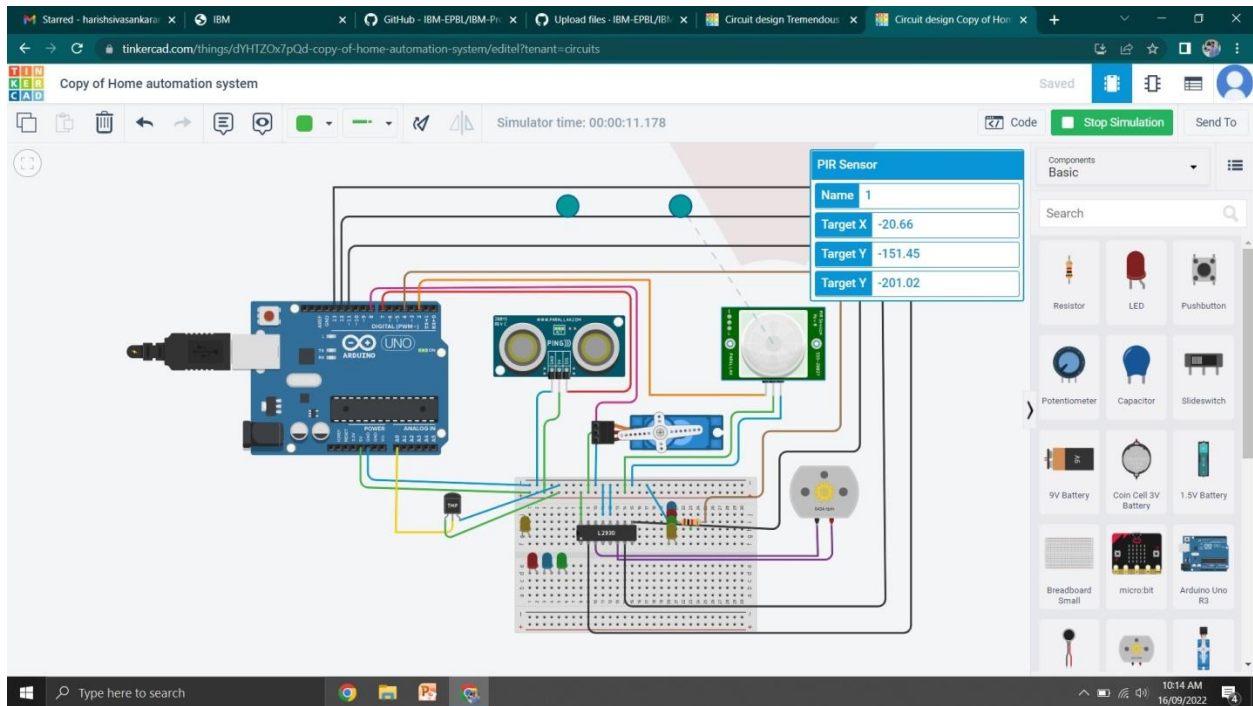 Starred - harishsivasankaran
IBM
GitHub - IBM-EPBL/IBM-Pro
Upload files · IBM-EPBL/IBM
Circuit design Tremendous
Circuit design Copy of Hom
tinkercad.com/things/dYHTZOx7pQd-copy-of-home-automation-system/editel?tenant=circuits
TIN
KER
CAD
Copy of Home automation system
Saved
Simulator time: 00:00:11.178
Code
Stop Simulation
Send To
PIR Sensor
Name 1
Target X -20.66
Target Y -151.45
Target Y -201.02
Components
Basic
Search
Resistor
LED
Pushbutton
Potentiometer
Capacitor
Slideswitch
9V Battery
Coin Cell 3V
Battery
1.5V Battery
Breadboard
Small
micro:bit
Arduino Uno
R3
DIGITAL (PWM~)
UNO
ARDUINO
ON
POWER
ANALOG IN
PING)))
TMP
L293D
Type here to search
10:14 AM
16/09/2022
4